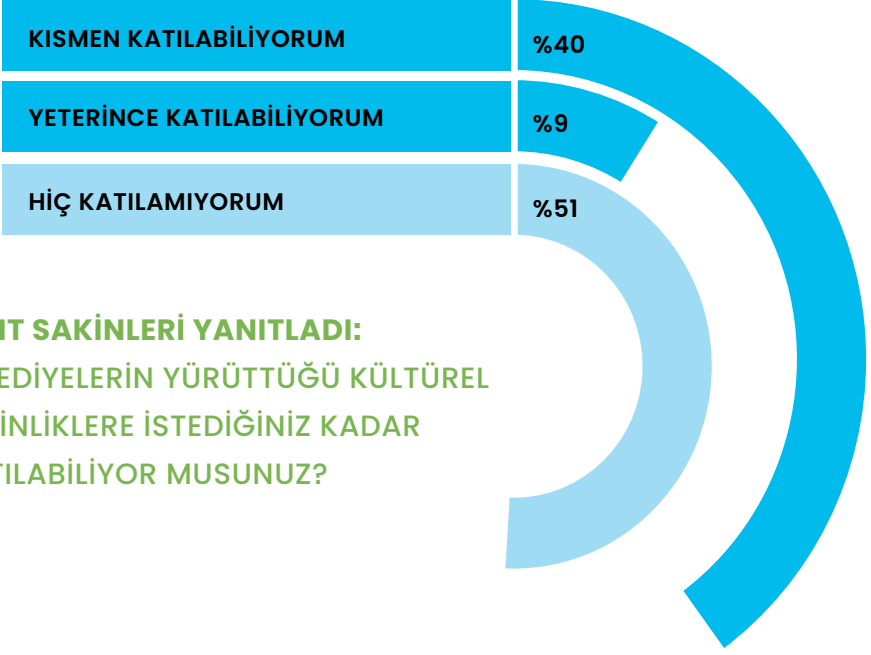 KISMEN KATILABİLİYORUM %40
YETERİNCE KATILABİLİYORUM %9
HİÇ KATILAMIYORUM %51
NT SAKİNLERİ YANITLADI:
EDİYELERİN YÜRÜTTÜĞÜ KÜLTÜREL
İNLİKLERE İSTEDİĞİNİZ KADAR
TILABİLİYOR MUSUNUZ?